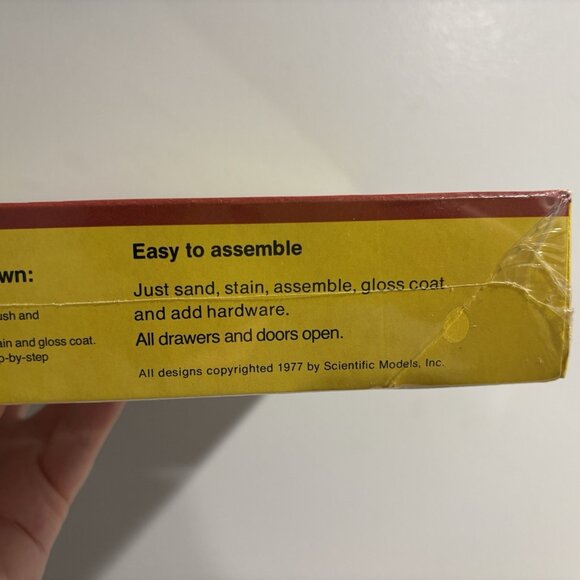 wn:
ush and
ain and gloss coat.
p-by-step
Easy to assemble
Just sand, stain, assemble, gloss coat,
and add hardware.
All drawers and doors open.
All designs copyrighted 1977 by Scientific Models, Inc.